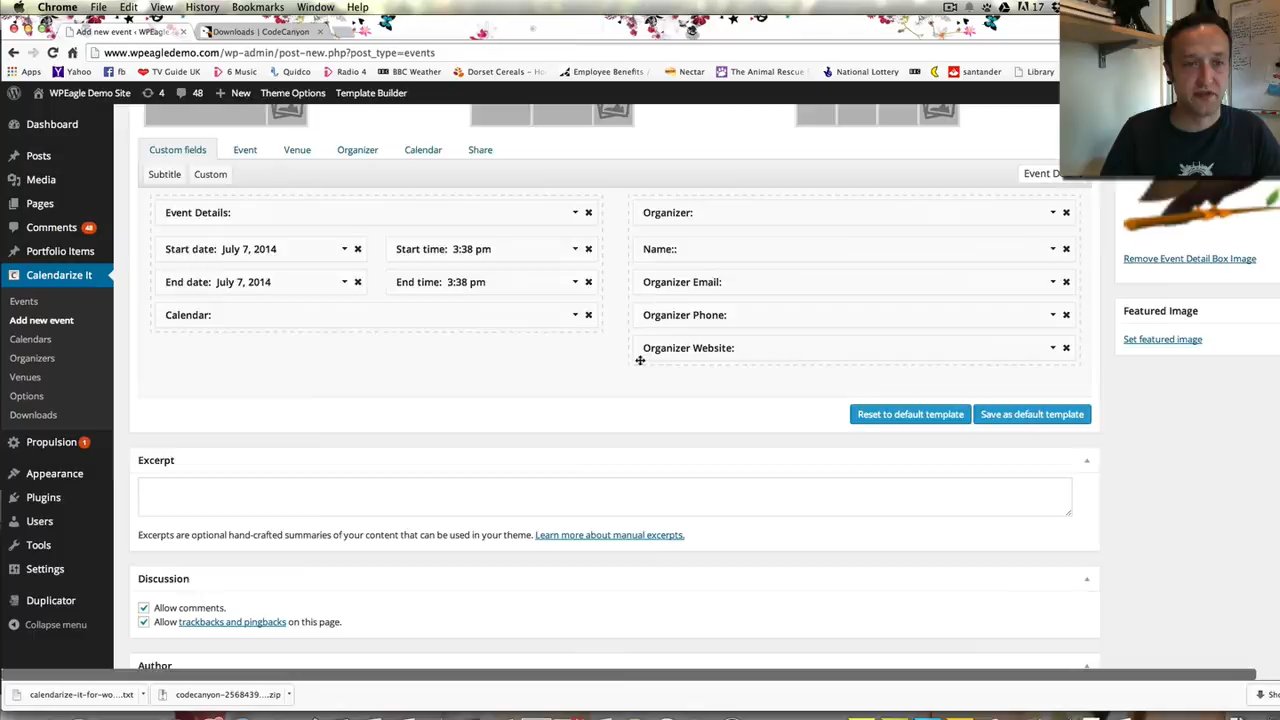 Chrome File Edit View History Bookmarks Window Help 17
Add new event ‹ WPEagle Downloads | CodeCanyon
www.wpeagledemo.com/wp-admin/post-new.php?post_type=events
Apps Yahoo fb TV Guide UK 6 Music Quidco Radio 4 BBC Weather Dorset Cereals - Ho Employee Benefits / Nectar The Animal Rescue National Lottery BBC santander Library
WPEagle Demo Site 4 48 + New Theme Options Template Builder
Dashboard
Posts
Media
Pages
Comments 48
Portfolio Items
Calendarize It
Events
Add new event
Calendars
Organizers
Venues
Options
Downloads
Propulsion 1
Appearance
Plugins
Users
Tools
Settings
Duplicator
Collapse menu
Custom fields Event Venue Organizer Calendar Share
Subtitle Custom Event De
Event Details: Organizer:
Start date: July 7, 2014 Start time: 3:38 pm Name::
End date: July 7, 2014 End time: 3:38 pm Organizer Email:
Calendar: Organizer Phone:
Organizer Website:
Reset to default template Save as default template
Excerpt
Excerpts are optional hand-crafted summaries of your content that can be used in your theme. Learn more about manual excerpts.
Discussion
Allow comments.
Allow trackbacks and pingbacks on this page.
Author
Remove Event Detail Box Image
Featured Image
Set featured image
calendarize-it-for-wo....txt codecanyon-2568439....zip Sho